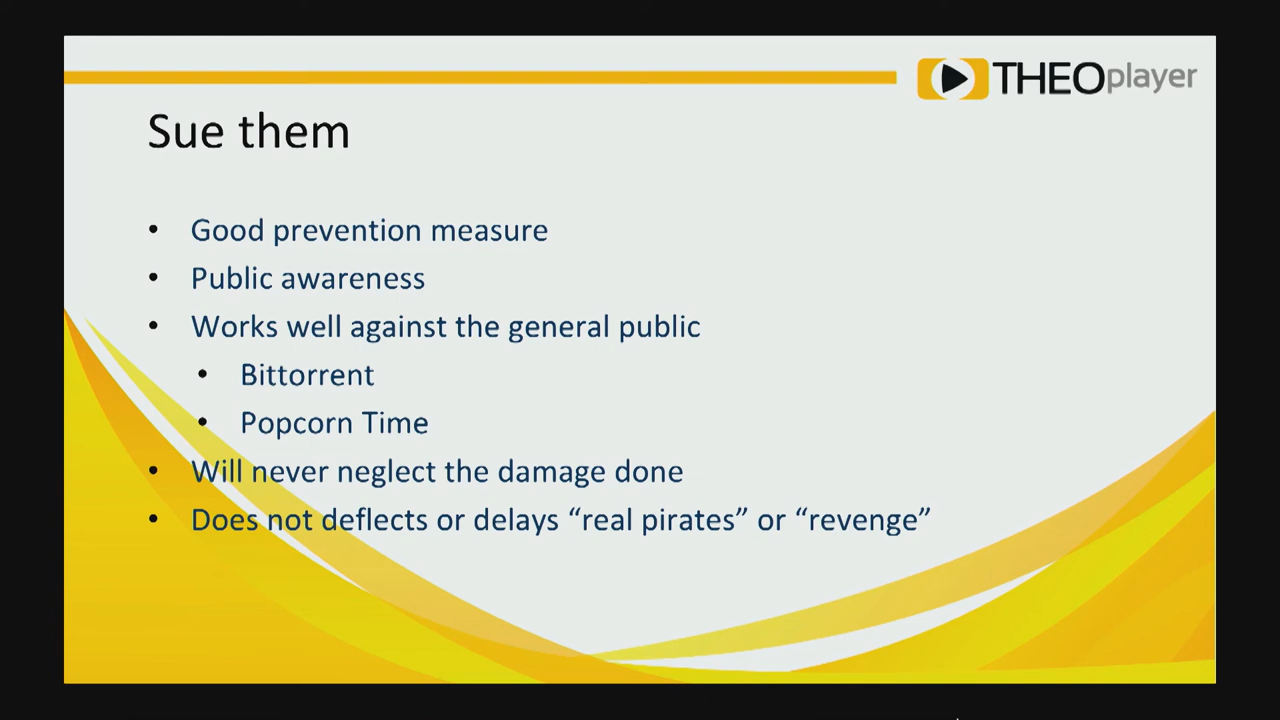 THEOplayer
Sue them
• Good prevention measure
• Public awareness
• Works well against the general public
• Bittorrent
• Popcorn Time
• Will never neglect the damage done
• Does not deflects or delays “real pirates” or “revenge”